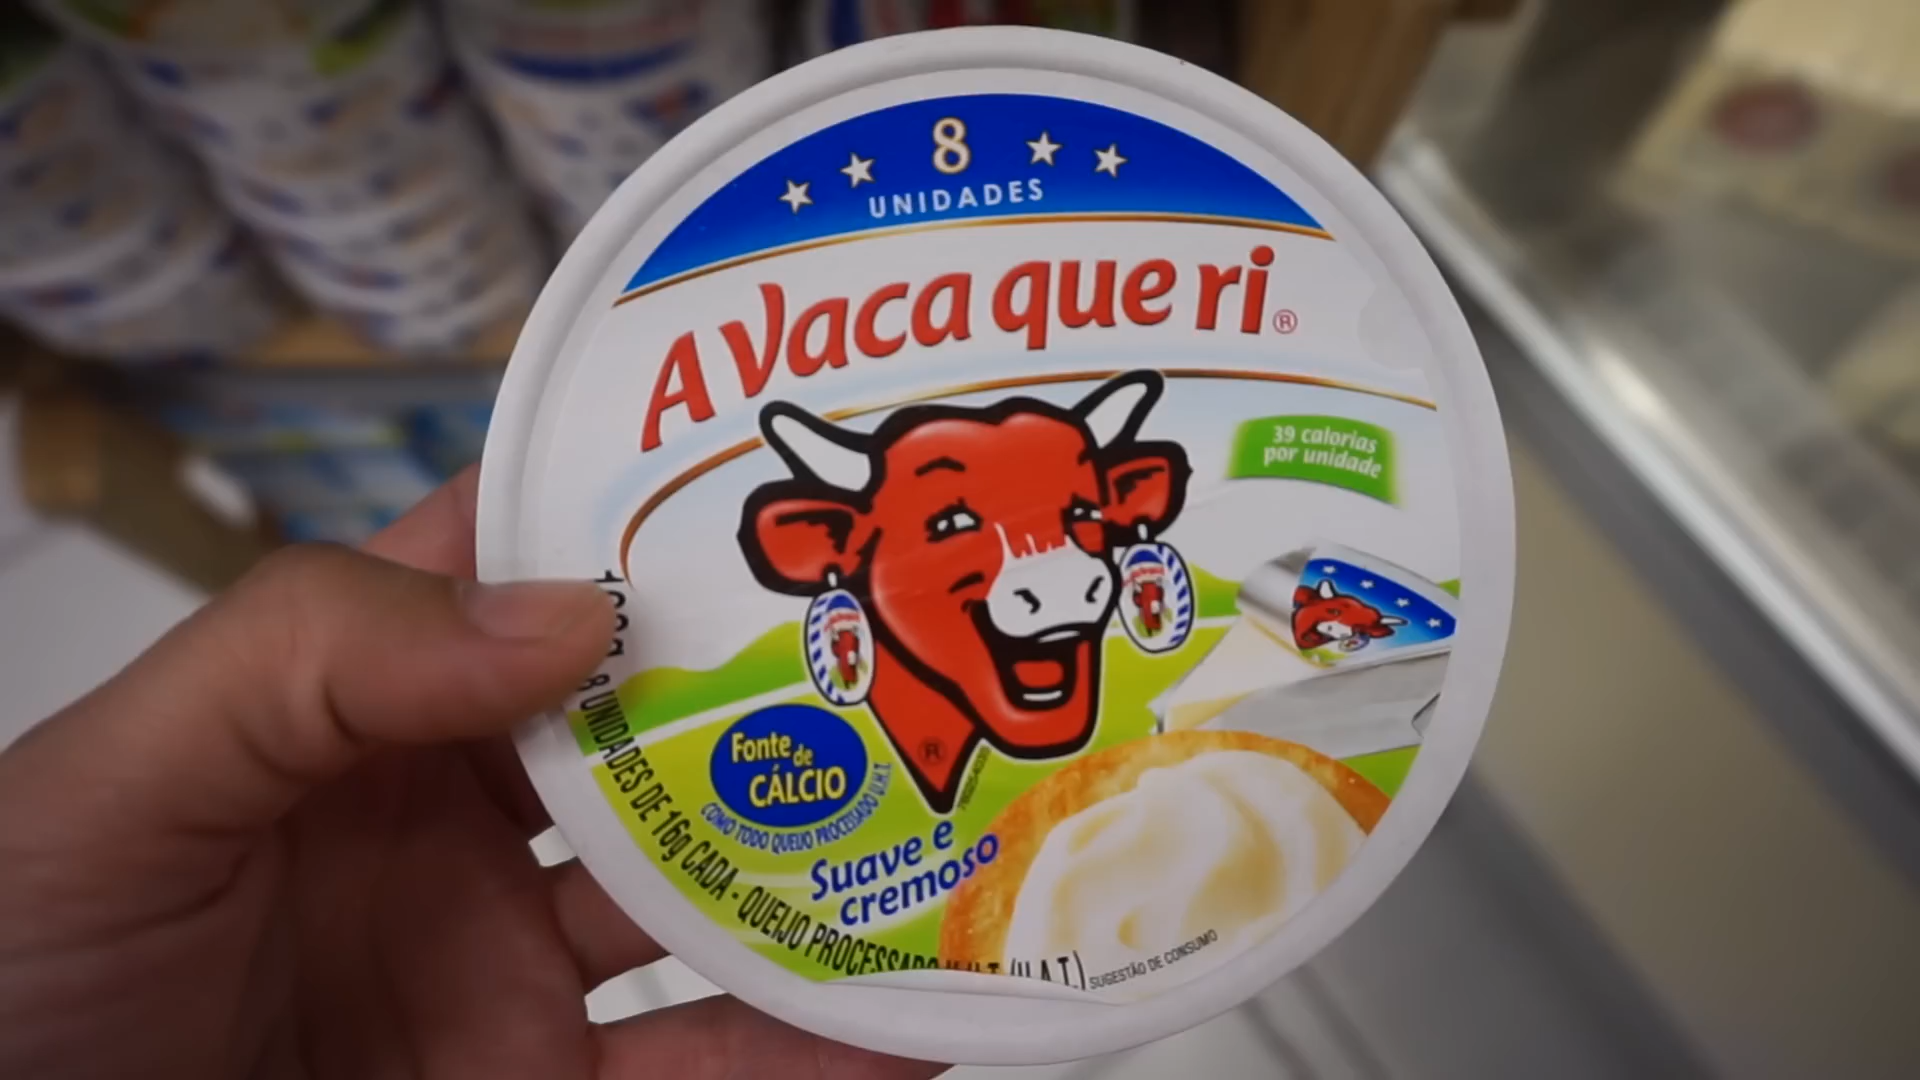 8
UNIDADES
A Vaca que ri®
39 calorias
por unidade
Fonte de
CÁLCIO
COMO TODO QUEIJO PROCESSADO U.H.T.
Suave e
cremoso
8 UNIDADES DE 16g CADA - QUEIJO PROCESSADO U.H.T. (U.A.T.)
SUGESTÃO DE CONSUMO
®